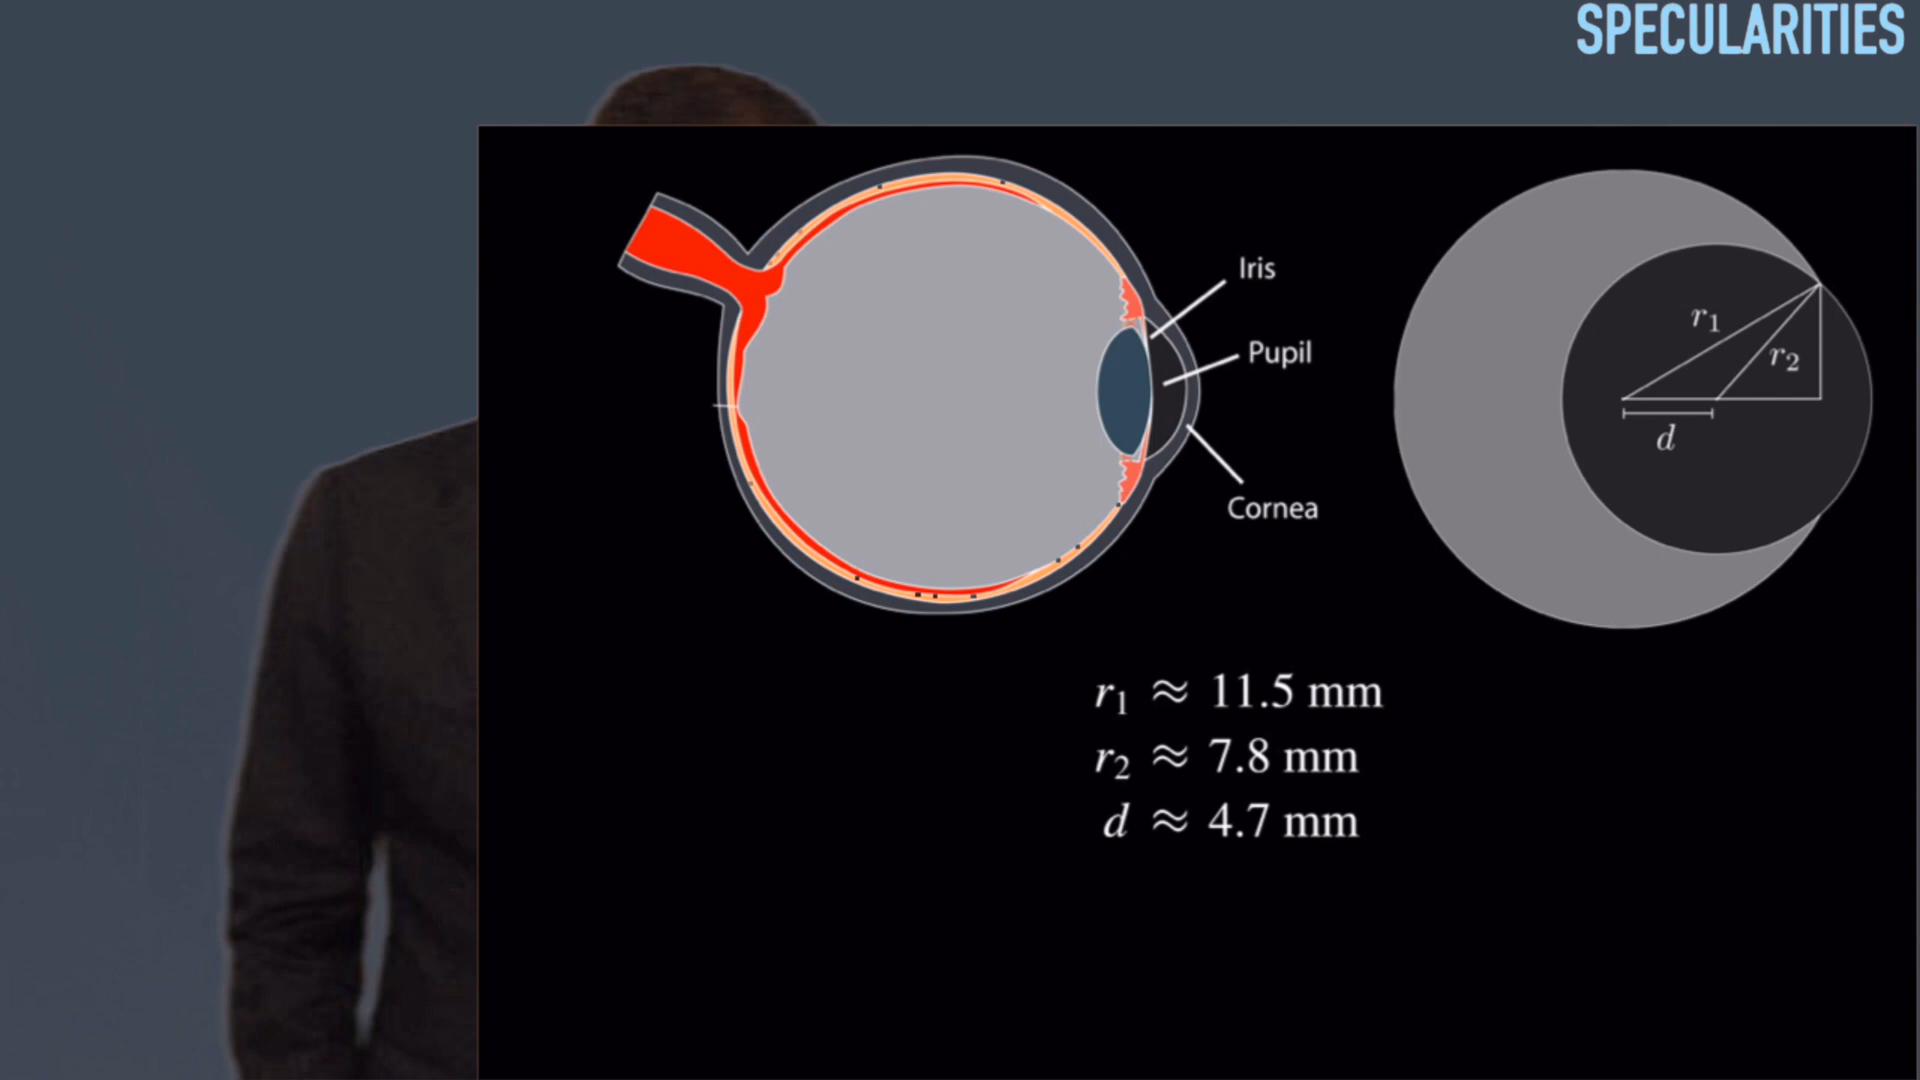 SPECULARITIES
Iris
Pupil
Cornea
r₁
r₂
d
r₁ ≈ 11.5 mm
r₂ ≈ 7.8 mm
d ≈ 4.7 mm